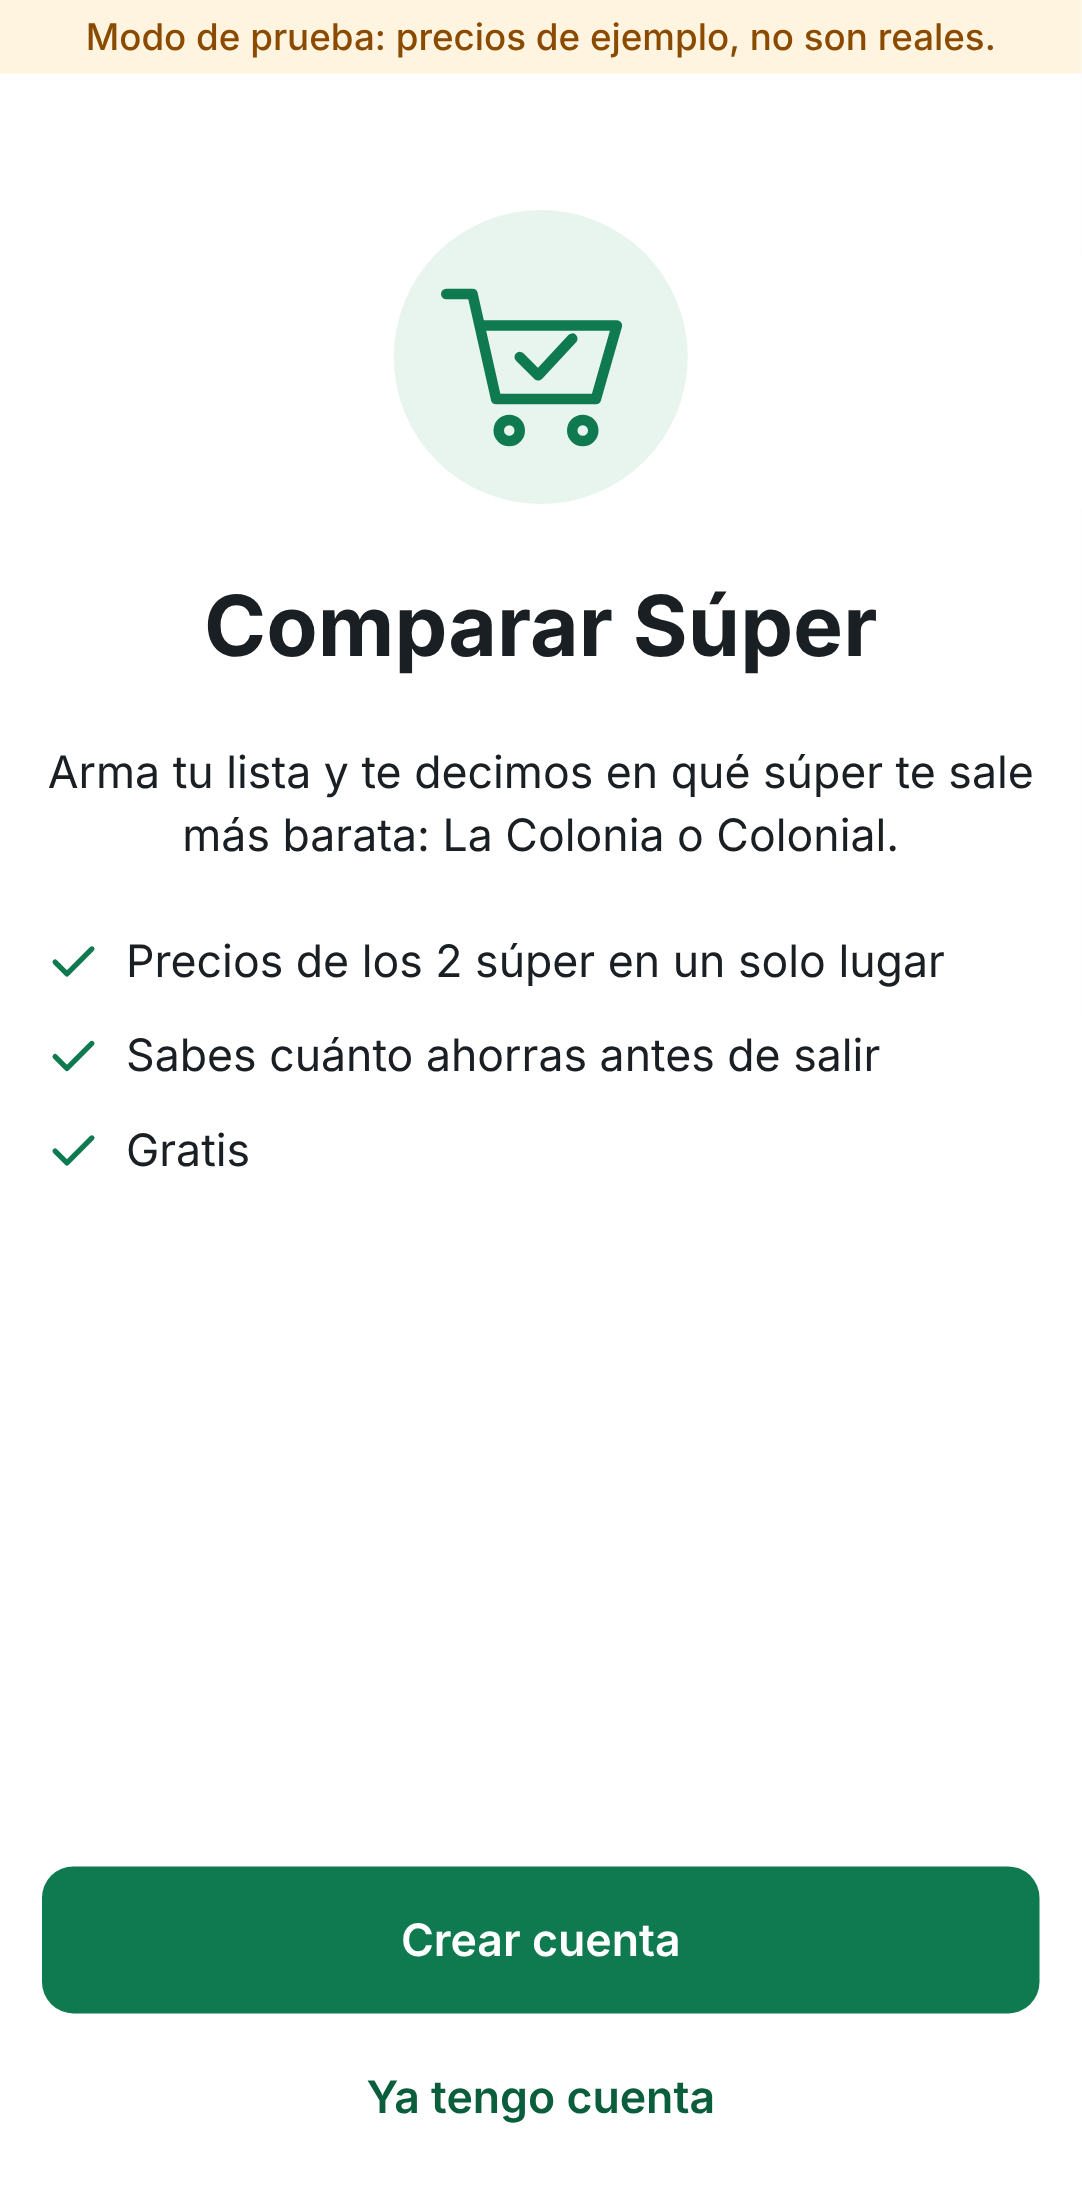 Modo de prueba: precios de ejemplo, no son reales.
Comparar Súper
Arma tu lista y te decimos en qué súper te sale
más barata: La Colonia o Colonial.
Precios de los 2 súper en un solo lugar
Sabes cuánto ahorras antes de salir
Gratis
Crear cuenta
Ya tengo cuenta